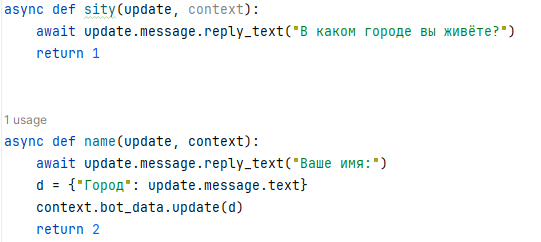 async def sity(update, context):
    await update.message.reply_text("В каком городе вы живёте?")
    return 1
1 usage
async def name(update, context):
    await update.message.reply_text("Ваше имя:")
    d = {"Город": update.message.text}
    context.bot_data.update(d)
    return 2